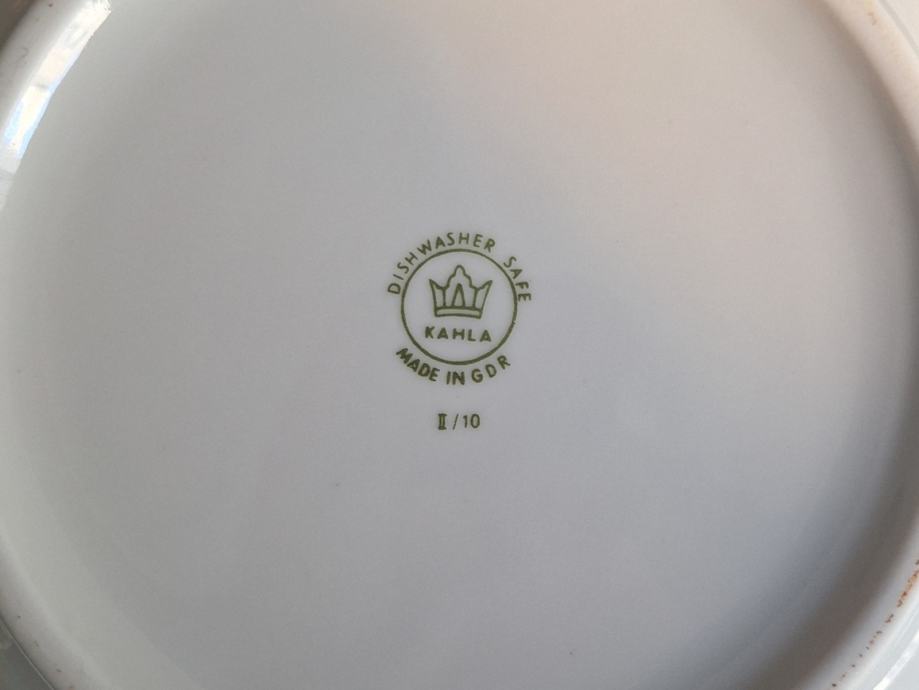 DISHWASHER SAFE
KAHLA
MADE IN GDR
II/10